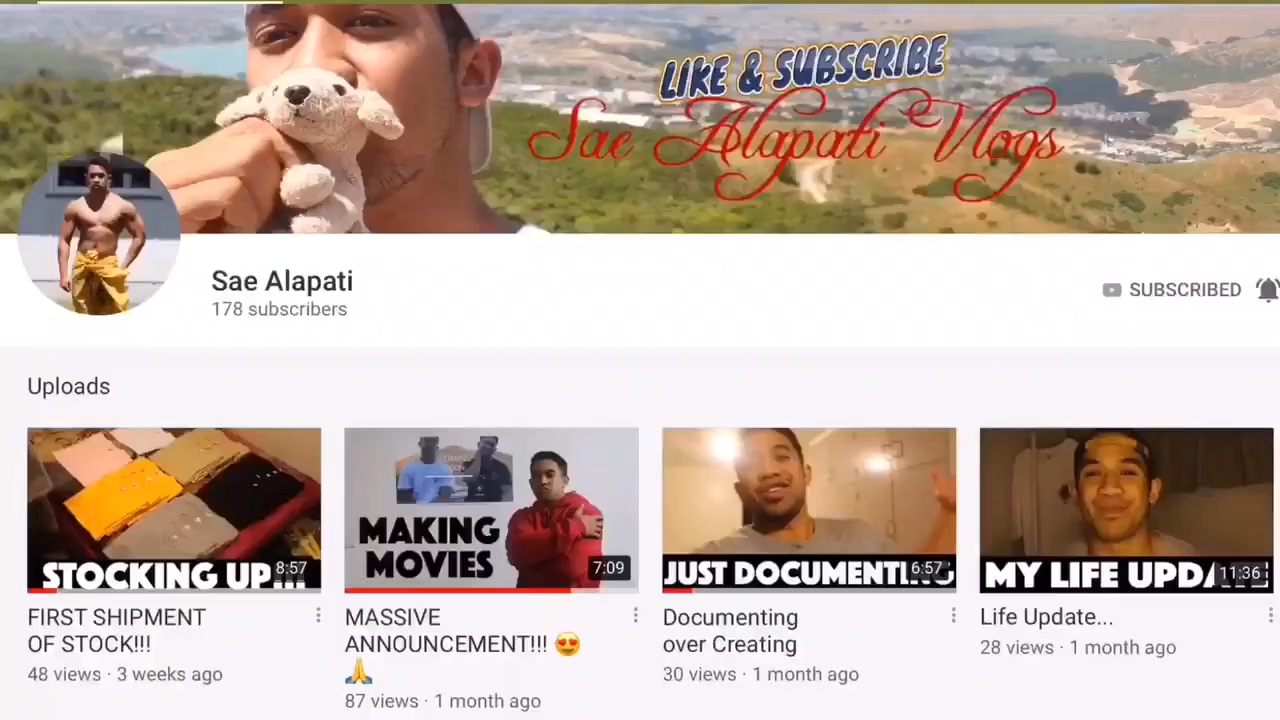 LIKE & SUBSCRIBE
Sae Alapati Vlogs
Sae Alapati
178 subscribers
SUBSCRIBED
Uploads
STOCKING UP...
8:57
FIRST SHIPMENT
OF STOCK!!!
48 views · 3 weeks ago
MAKING
MOVIES
7:09
MASSIVE
ANNOUNCEMENT!!! 😍
🙏
87 views · 1 month ago
JUST DOCUMENTING
6:57
Documenting
over Creating
30 views · 1 month ago
MY LIFE UPDATE
11:36
Life Update...
28 views · 1 month ago